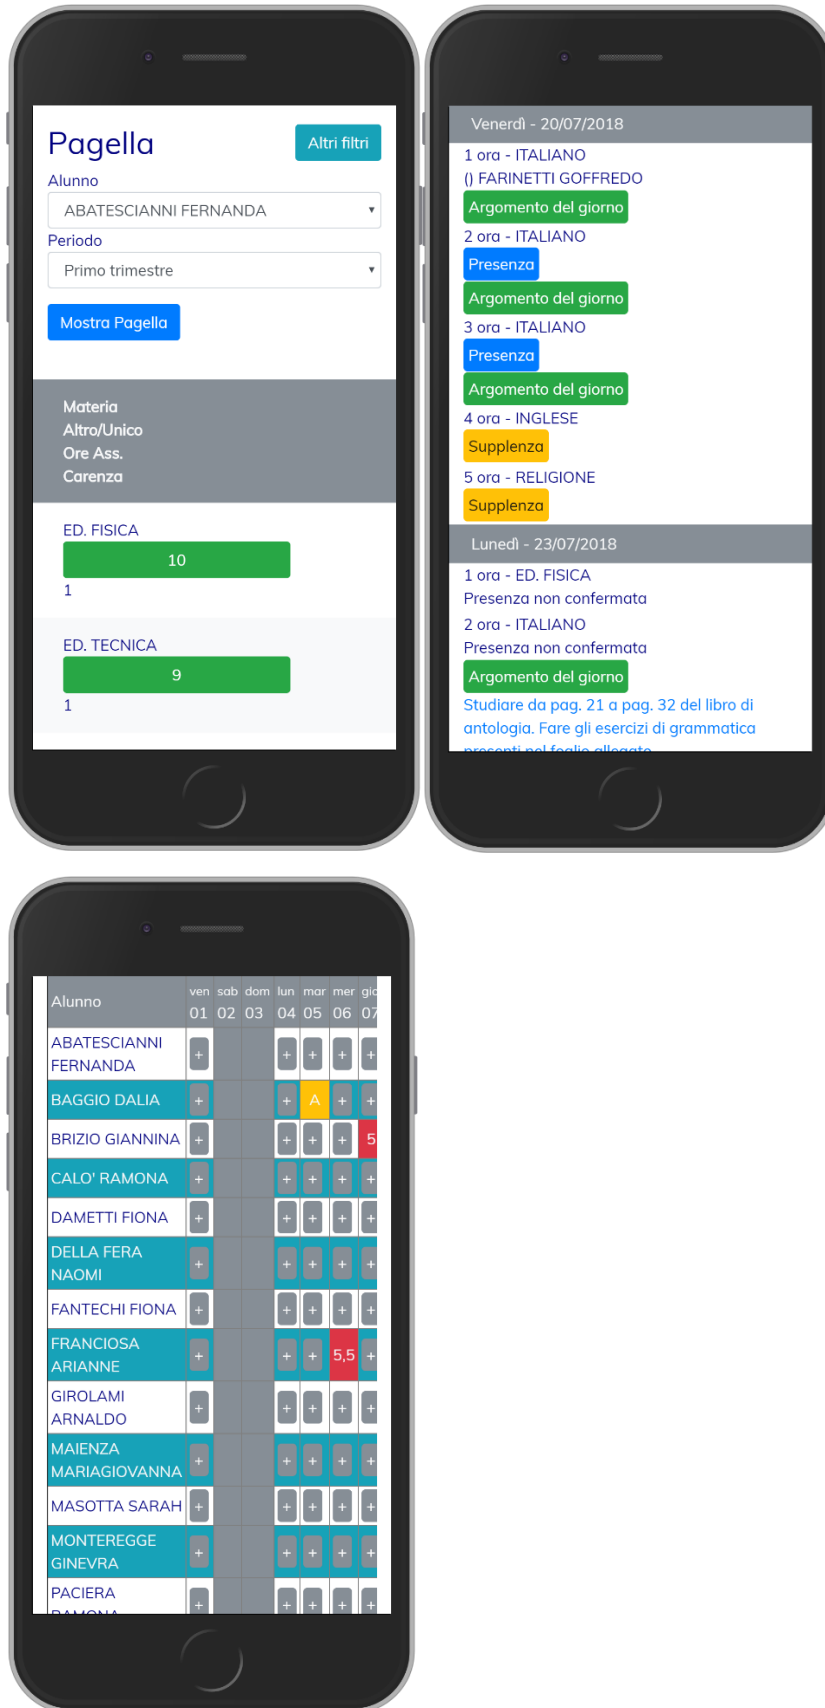 Pagella
Altri filtri
Alunno
ABATESCIANNI FERNANDA
Periodo
Primo trimestre
Mostra Pagella
Materia
Altro/Unico
Ore Ass.
Carenza
ED. FISICA
10
1
ED. TECNICA
9
1
Venerdì - 20/07/2018
1 ora - ITALIANO
() FARINETTI GOFFREDO
Argomento del giorno
2 ora - ITALIANO
Presenza
Argomento del giorno
3 ora - ITALIANO
Presenza
Argomento del giorno
4 ora - INGLESE
Supplenza
5 ora - RELIGIONE
Supplenza
Lunedì - 23/07/2018
1 ora - ED. FISICA
Presenza non confermata
2 ora - ITALIANO
Presenza non confermata
Argomento del giorno
Studiare da pag. 21 a pag. 32 del libro di
antologia. Fare gli esercizi di grammatica
presenti nel foglio allegato
Alunno ven 01 sab 02 dom 03 lun 04 mar 05 mer 06 gio 07
ABATESCIANNI
FERNANDA + + + + +
BAGGIO DALIA + + A + +
BRIZIO GIANNINA + + + + 5
CALO' RAMONA + + + + +
DAMETTI FIONA + + + + +
DELLA FERA
NAOMI + + + + +
FANTECHI FIONA + + + + +
FRANCIOSA
ARIANNE + + + 5,5 +
GIROLAMI
ARNALDO + + + + +
MAIENZA
MARIAGIOVANNA + + + + +
MASOTTA SARAH + + + + +
MONTEREGGE
GINEVRA + + + + +
PACIERA
RAMONA + + + + +